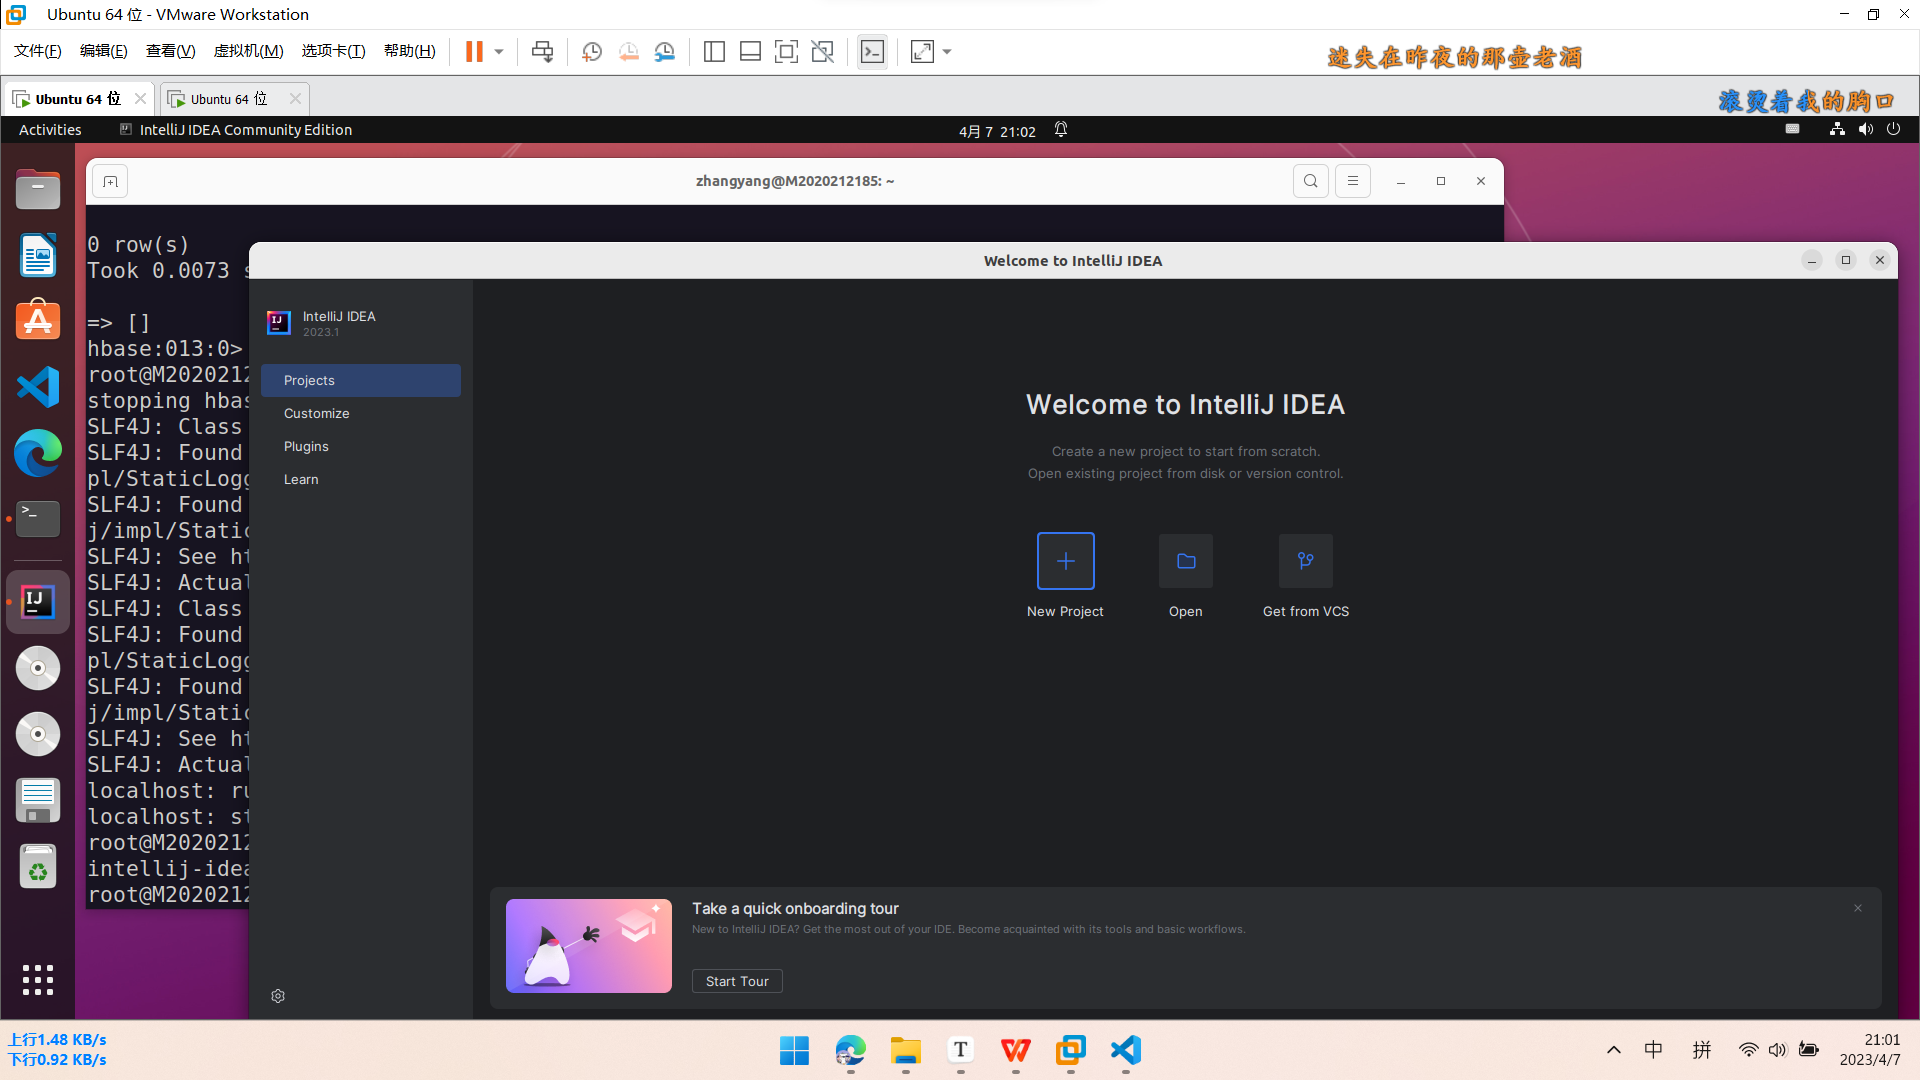 Ubuntu 64 位 - VMware Workstation
文件(F) 编辑(E) 查看(V) 虚拟机(M) 选项卡(T) 帮助(H)
迷失在昨夜的那壶老酒
Ubuntu 64 位 Ubuntu 64 位
滚烫着我的胸口
Activities IntelliJ IDEA Community Edition 4月 7 21:02
zhangyang@M2020212185: ~
0 row(s)
Took 0.0073 s
=> []
hbase:013:0>
root@M2020212
stopping hbas
SLF4J: Class
SLF4J: Found
pl/StaticLogg
SLF4J: Found
j/impl/Static
SLF4J: See ht
SLF4J: Actual
SLF4J: Class
SLF4J: Found
pl/StaticLogg
SLF4J: Found
j/impl/Static
SLF4J: See ht
SLF4J: Actual
localhost: ru
localhost: st
root@M2020212
intellij-idea
root@M2020212
Welcome to IntelliJ IDEA
IJ
IntelliJ IDEA
2023.1
Projects
Customize
Plugins
Learn
Welcome to IntelliJ IDEA
Create a new project to start from scratch.
Open existing project from disk or version control.
New Project Open Get from VCS
Take a quick onboarding tour
New to IntelliJ IDEA? Get the most out of your IDE. Become acquainted with its tools and basic workflows.
Start Tour
上行1.48 KB/s
下行0.92 KB/s
中 拼
21:01
2023/4/7